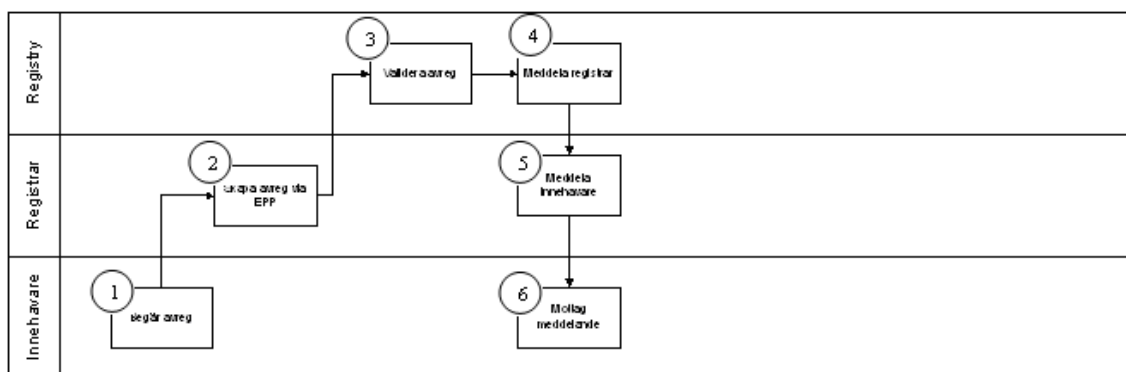 Registry
3
Validera avreg
4
Meddela registrar
Registrar
2
Skapa avreg via
EPP
5
Meddela
innehavare
Innehavare
1
Begär avreg
6
Mottag
meddelande